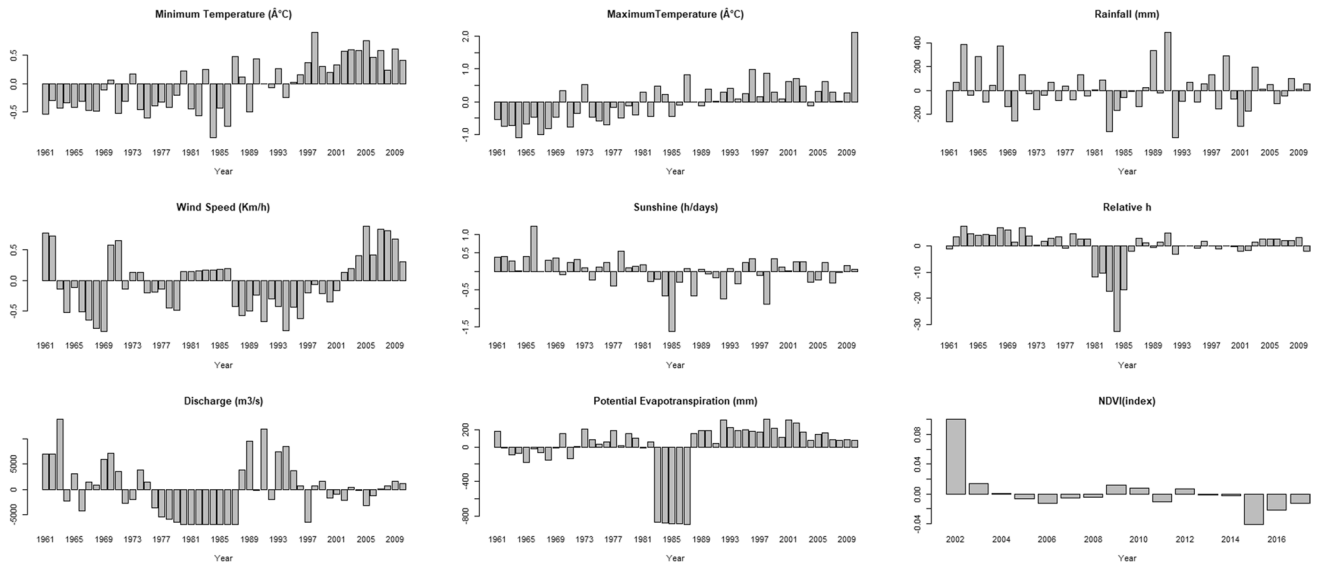 Minimum Temperature (Â°C)
0.5
0.0
-0.5
1961 1965 1969 1973 1977 1981 1985 1989 1993 1997 2001 2005 2009
Year
MaximumTemperature (Â°C)
2.0
1.0
0.0
-1.0
1961 1965 1969 1973 1977 1981 1985 1989 1993 1997 2001 2005 2009
Year
Rainfall (mm)
400
200
0
-200
1961 1965 1969 1973 1977 1981 1985 1989 1993 1997 2001 2005 2009
Year
Wind Speed (Km/h)
0.5
0.0
-0.5
1961 1965 1969 1973 1977 1981 1985 1989 1993 1997 2001 2005 2009
Year
Sunshine (h/days)
1.0
0.5
-0.5
-1.5
1961 1965 1969 1973 1977 1981 1985 1989 1993 1997 2001 2005 2009
Year
Relative h
0
-10
-20
-30
1961 1965 1969 1973 1977 1981 1985 1989 1993 1997 2001 2005 2009
Year
Discharge (m3/s)
5000
0
-5000
1961 1965 1969 1973 1977 1981 1985 1989 1993 1997 2001 2005 2009
Year
Potential Evapotranspiration (mm)
200
0
-400
-800
1961 1965 1969 1973 1977 1981 1985 1989 1993 1997 2001 2005 2009
Year
NDVI(index)
0.08
0.04
0.00
-0.04
2002 2004 2006 2008 2010 2012 2014 2016
Year